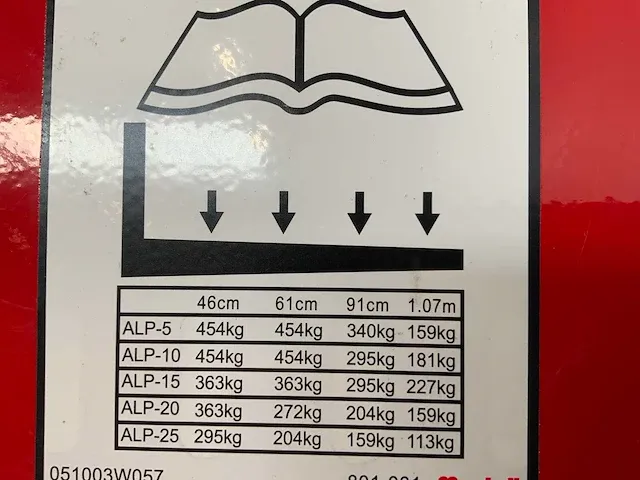 46cm 61cm 91cm 1.07m
ALP-5 454kg 454kg 340kg 159kg
ALP-10 454kg 454kg 295kg 181kg
ALP-15 363kg 363kg 295kg 227kg
ALP-20 363kg 272kg 204kg 159kg
ALP-25 295kg 204kg 159kg 113kg
051003W057